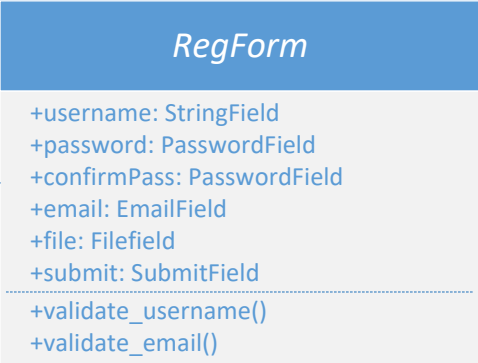 RegForm
+username: StringField
+password: PasswordField
+confirmPass: PasswordField
+email: EmailField
+file: Filefield
+submit: SubmitField
+validate_username()
+validate_email()